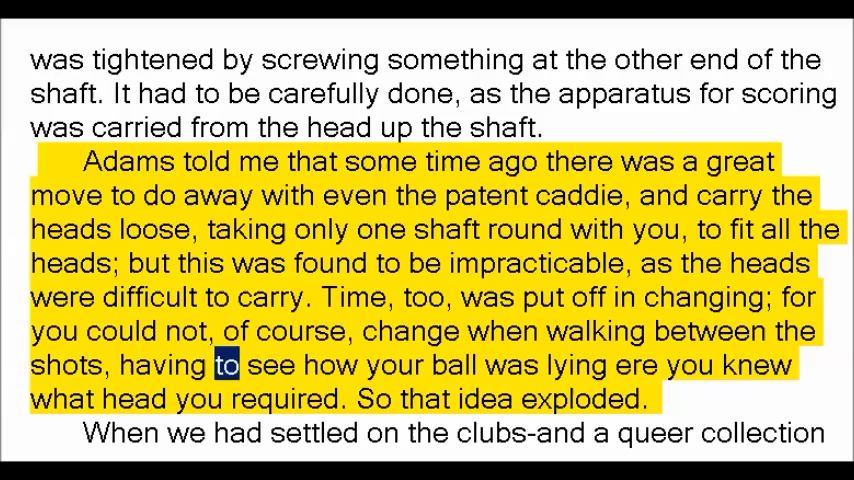 was tightened by screwing something at the other end of the
shaft. It had to be carefully done, as the apparatus for scoring
was carried from the head up the shaft.
Adams told me that some time ago there was a great
move to do away with even the patent caddie, and carry the
heads loose, taking only one shaft round with you, to fit all the
heads; but this was found to be impracticable, as the heads
were difficult to carry. Time, too, was put off in changing; for
you could not, of course, change when walking between the
shots, having to see how your ball was lying ere you knew
what head you required. So that idea exploded.
When we had settled on the clubs-and a queer collection